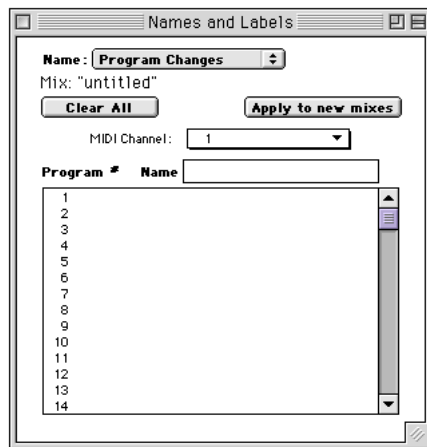 Names and Labels
Name: Program Changes
Mix: "untitled"
Clear All Apply to new mixes
MIDI Channel: 1
Program # Name
1
2
3
4
5
6
7
8
9
10
11
12
13
14